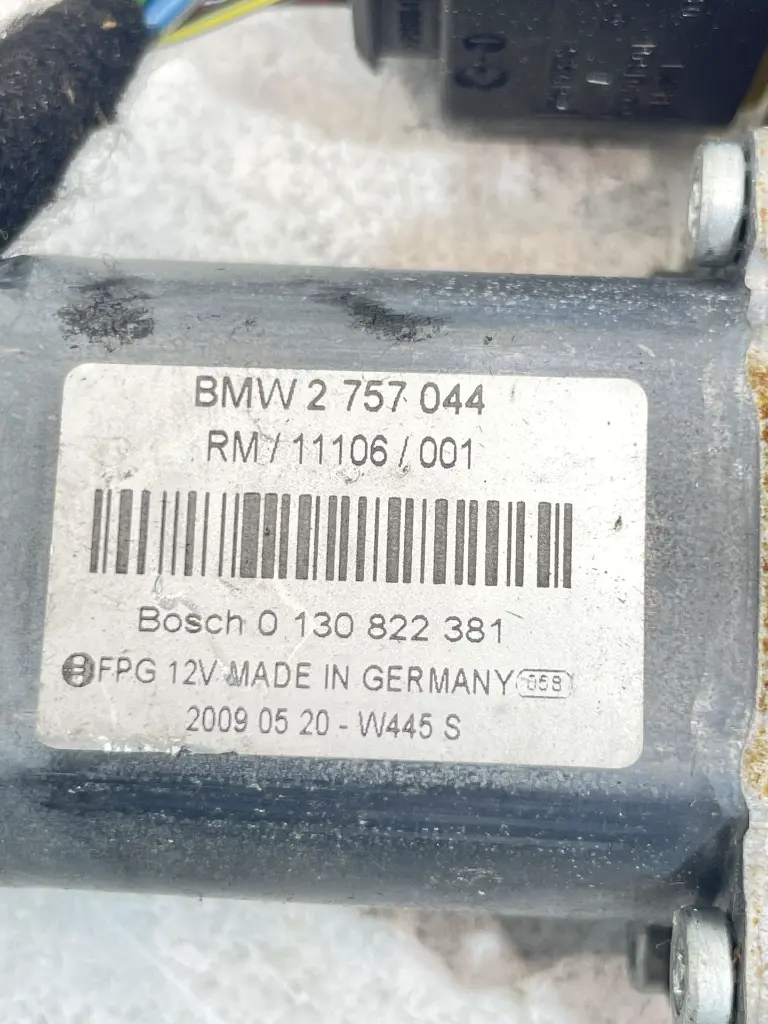 BMW 2 757 044
RM / 11106 / 001
Bosch 0 130 822 381
FPG 12V MADE IN GERMANY 058
2009 05 20 - W445 S